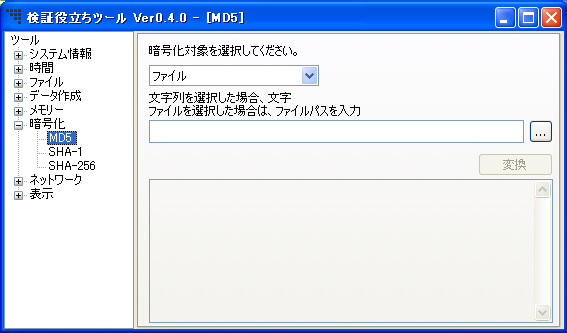 検証役立ちツール Ver0.4.0 - [MD5]
ツール
システム情報
時間
ファイル
データ作成
メモリー
暗号化
MD5
SHA-1
SHA-256
ネットワーク
表示
暗号化対象を選択してください。
ファイル
文字列を選択した場合、文字
ファイルを選択した場合は、ファイルパスを入力
...
変換